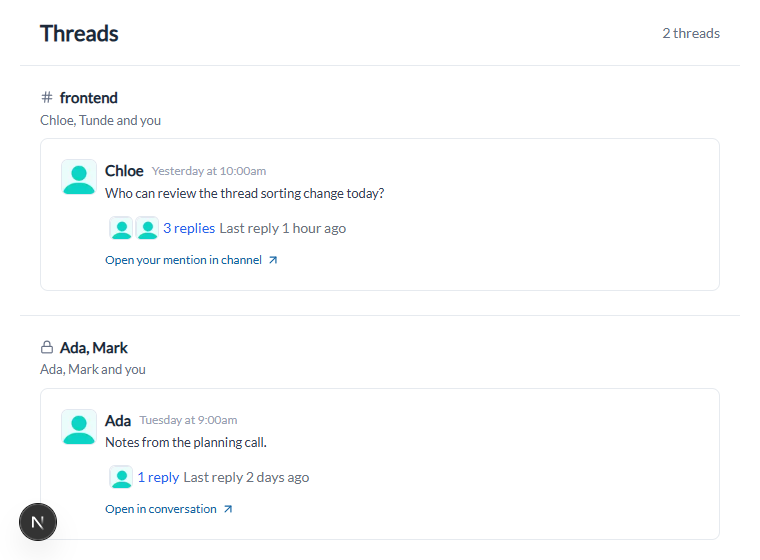 Threads
2 threads
# frontend
Chloe, Tunde and you
Chloe Yesterday at 10:00am
Who can review the thread sorting change today?
3 replies Last reply 1 hour ago
Open your mention in channel
Ada, Mark
Ada, Mark and you
Ada Tuesday at 9:00am
Notes from the planning call.
1 reply Last reply 2 days ago
Open in conversation
N